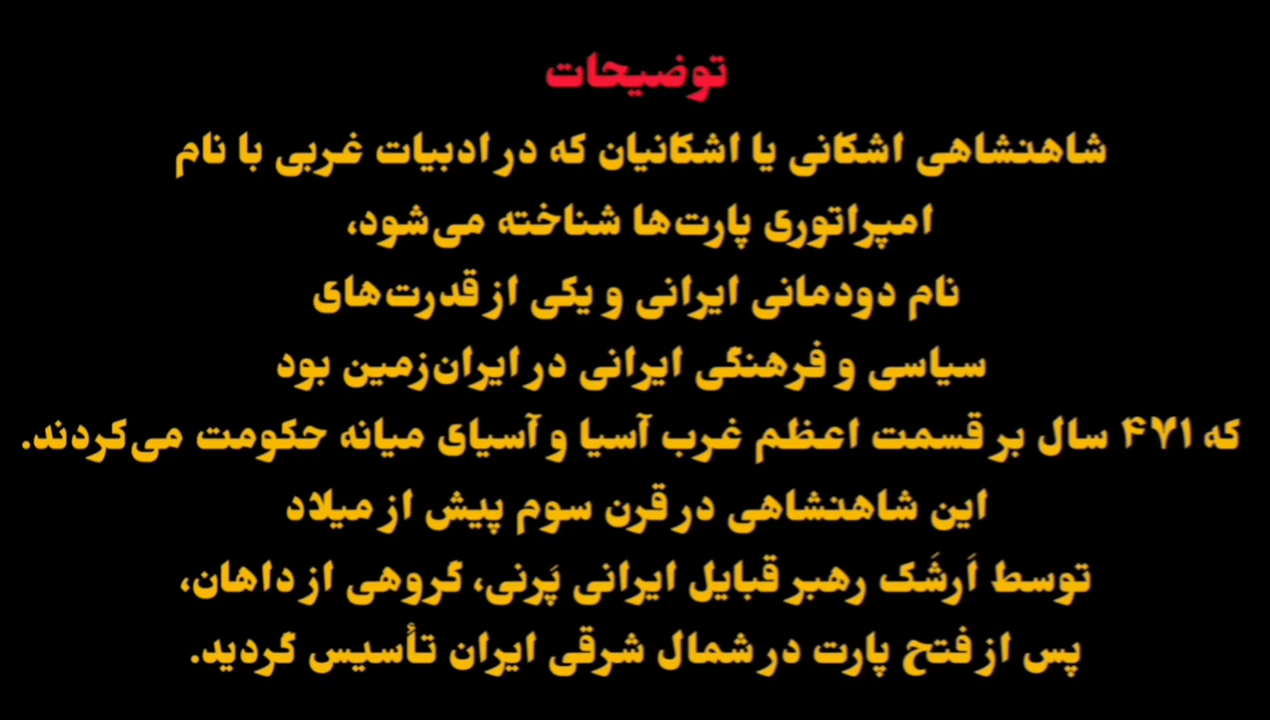 توضیحات
شاهنشاهی اشکانی یا اشکانیان که در ادبیات غربی با نام
امپراتوری پارت‌ها شناخته می‌شود،
نام دودمانی ایرانی و یکی از قدرت‌های
سیاسی و فرهنگی ایرانی در ایران‌زمین بود
که ۴۷۱ سال بر قسمت اعظم غرب آسیا و آسیای میانه حکومت می‌کردند.
این شاهنشاهی در قرن سوم پیش از میلاد
توسط اَرشَک رهبر قبایل ایرانی پَرنی، گروهی از داهان،
پس از فتح پارت در شمال شرقی ایران تأسیس گردید.